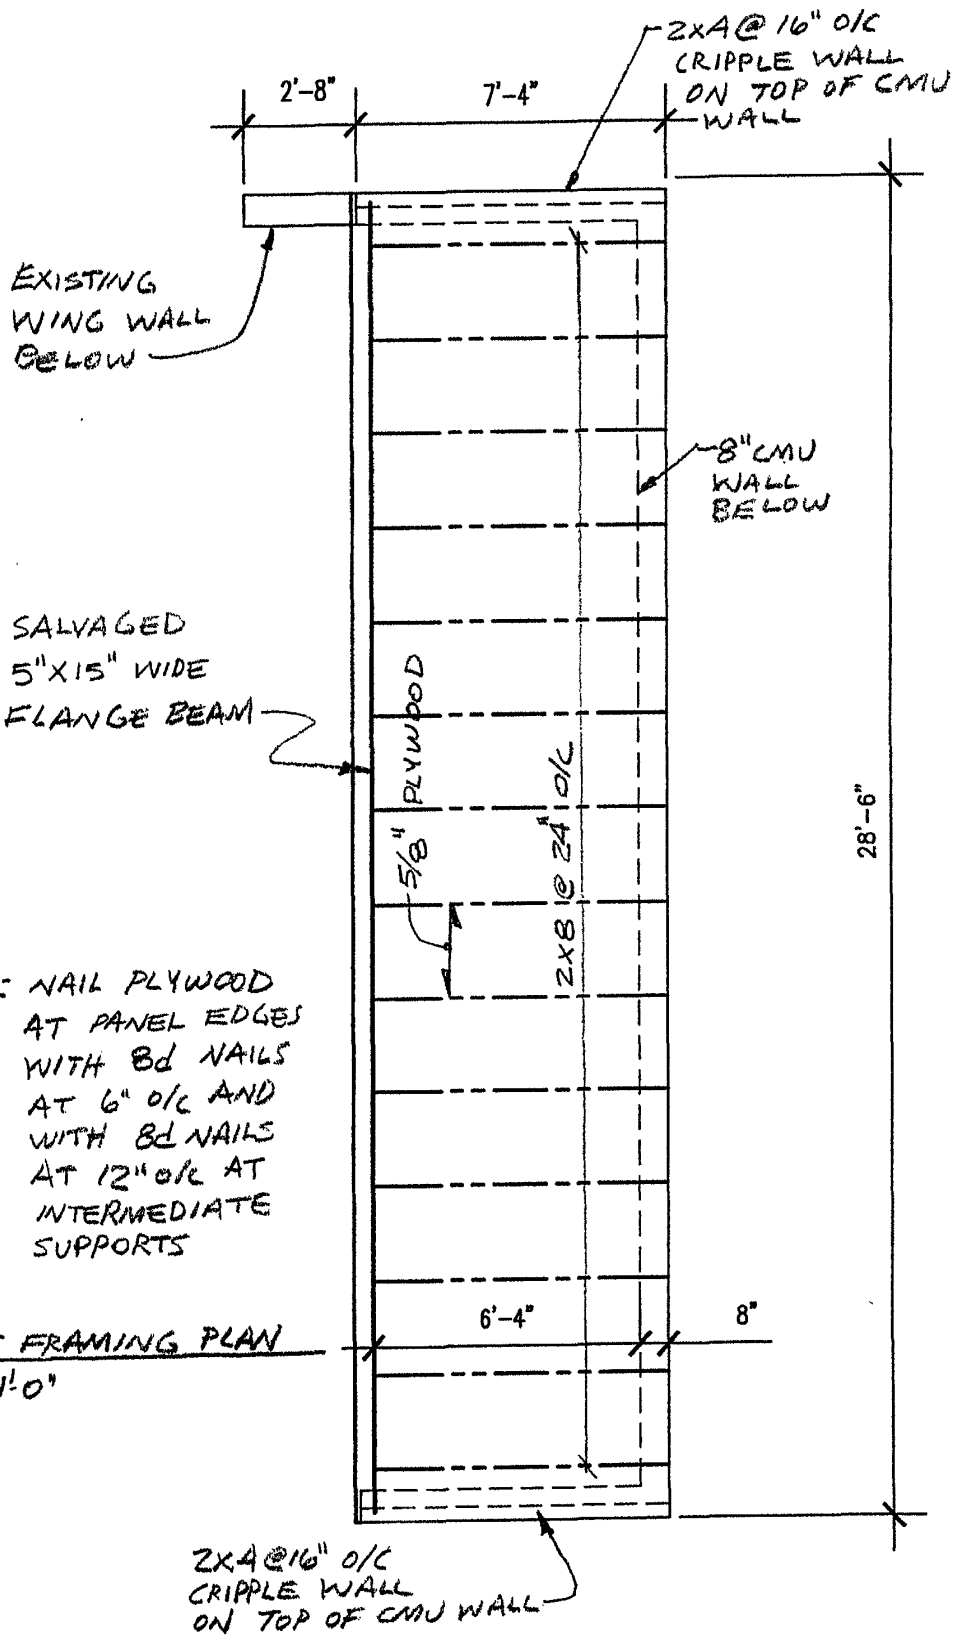 2x4@ 16" O/C
CRIPPLE WALL
ON TOP OF CMU
WALL
2'-8"
7'-4"
EXISTING
WING WALL
BELOW
8" CMU
WALL
BELOW
SALVAGED
5"X15" WIDE
FLANGE BEAM
5/8" PLYWOOD
2x8 @ 24" O/C
28'-6"
: NAIL PLYWOOD
AT PANEL EDGES
WITH 8d NAILS
AT 6" o/c AND
WITH 8d NAILS
AT 12" o/c AT
INTERMEDIATE
SUPPORTS
6'-4"
8"
FRAMING PLAN
1'-0"
2x4@16" O/C
CRIPPLE WALL
ON TOP OF CMU WALL